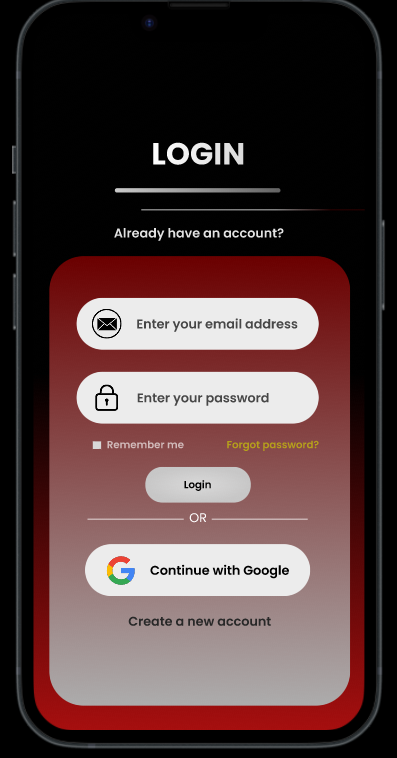 LOGIN
Already have an account?
Enter your email address
Enter your password
Remember me
Forgot password?
Login
OR
Continue with Google
Create a new account